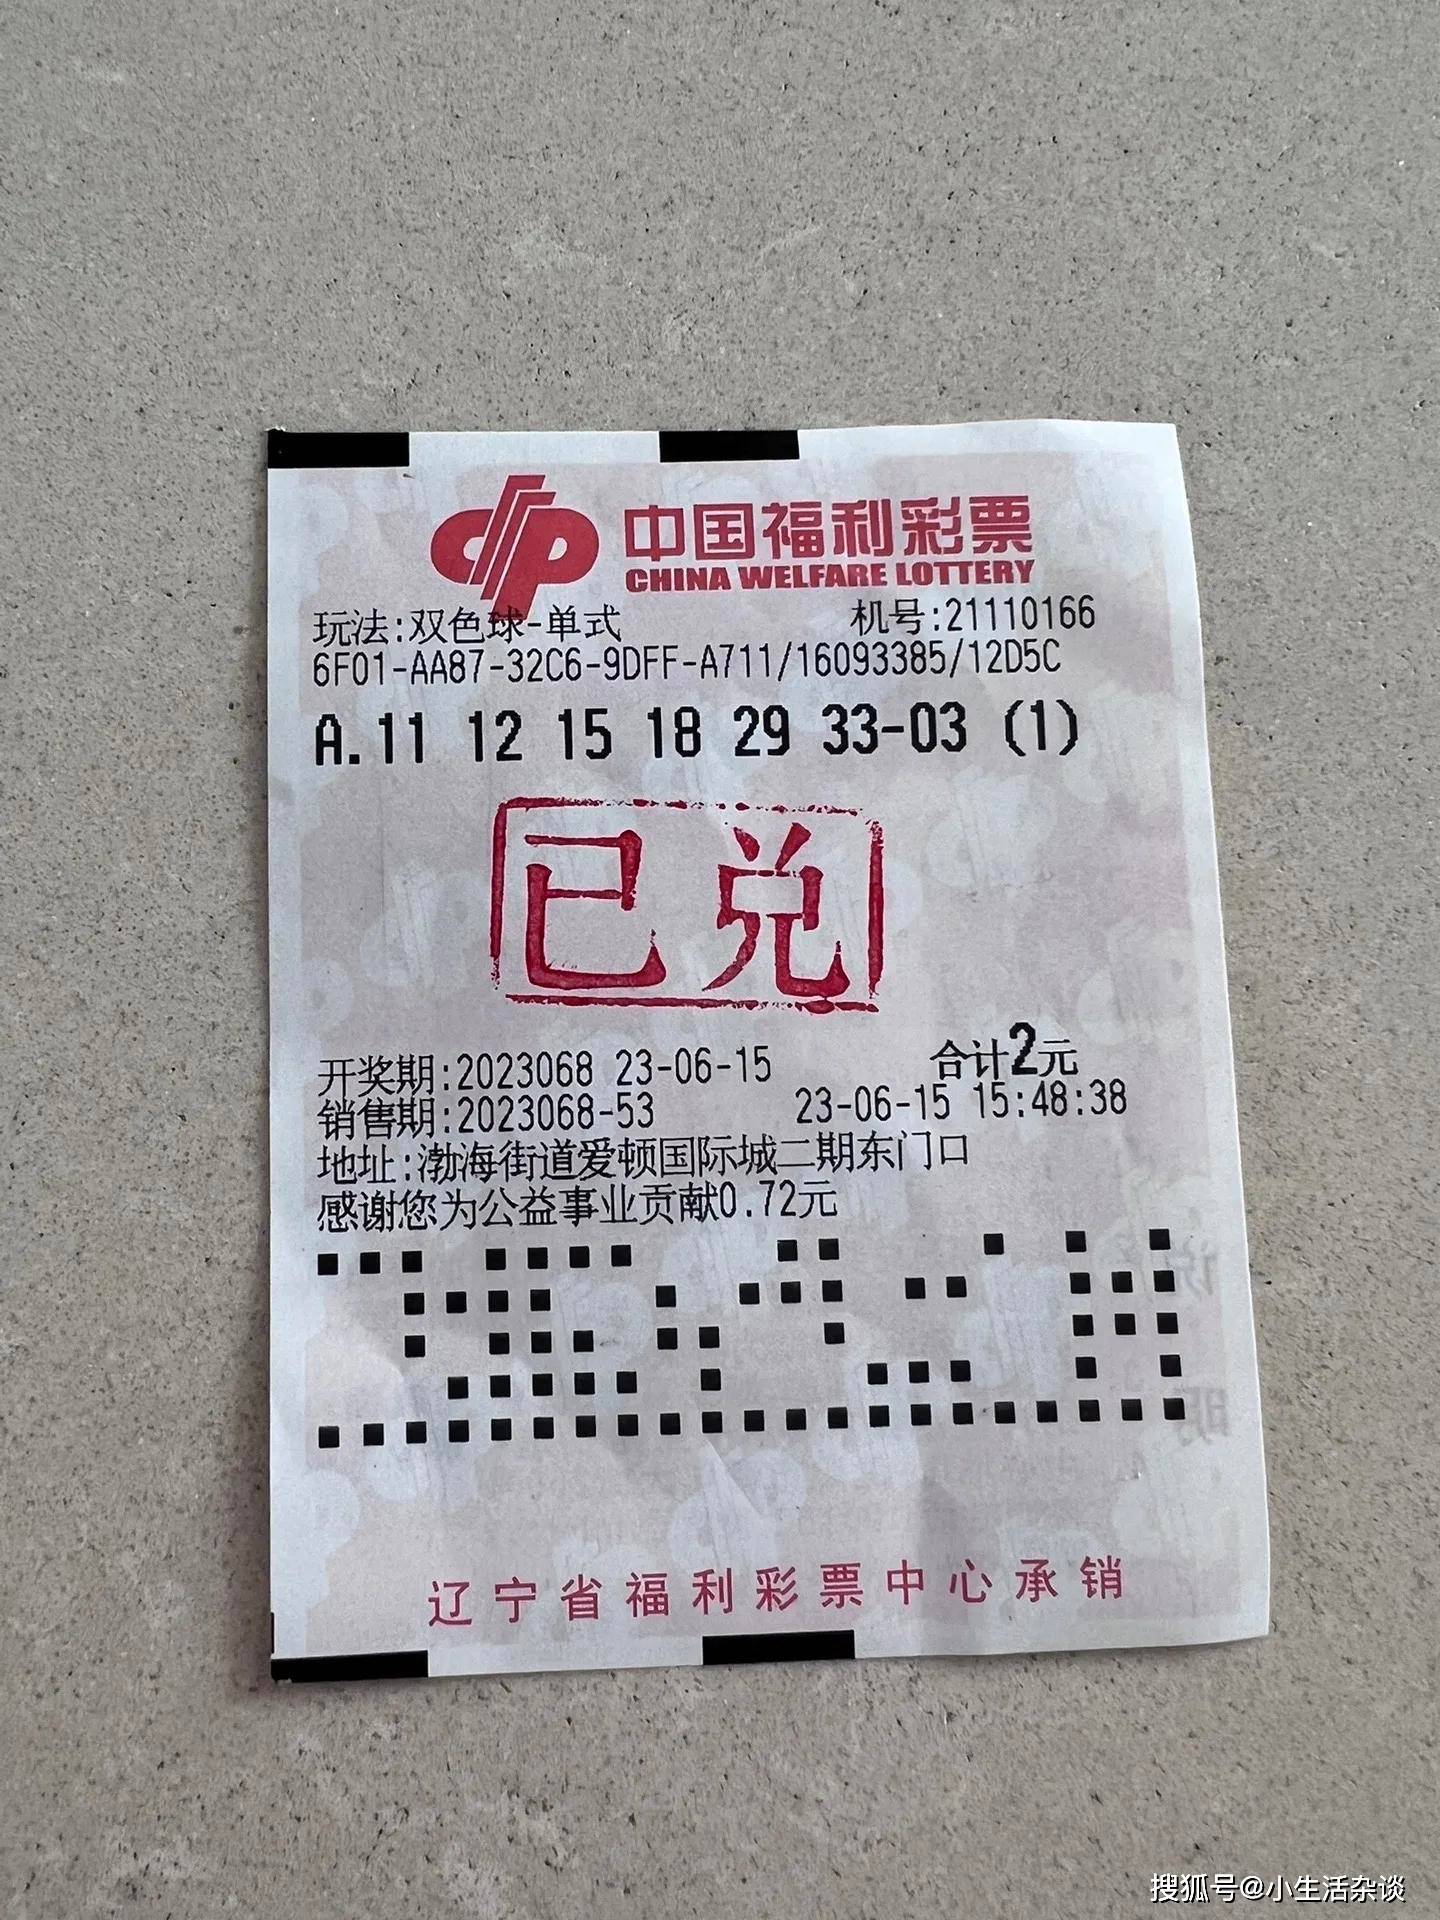 中国福利彩票
CHINA WELFARE LOTTERY
玩法:双色球-单式 机号:21110166
6F01-AA87-32C6-9DFF-A711/16093385/12D5C
A.11 12 15 18 29 33-03 (1)
已兑
开奖期:2023068 23-06-15 合计2元
销售期:2023068-53 23-06-15 15:48:38
地址:渤海街道爱顿国际城二期东门口
感谢您为公益事业贡献0.72元
辽宁省福利彩票中心承销
搜狐号@小生活杂谈